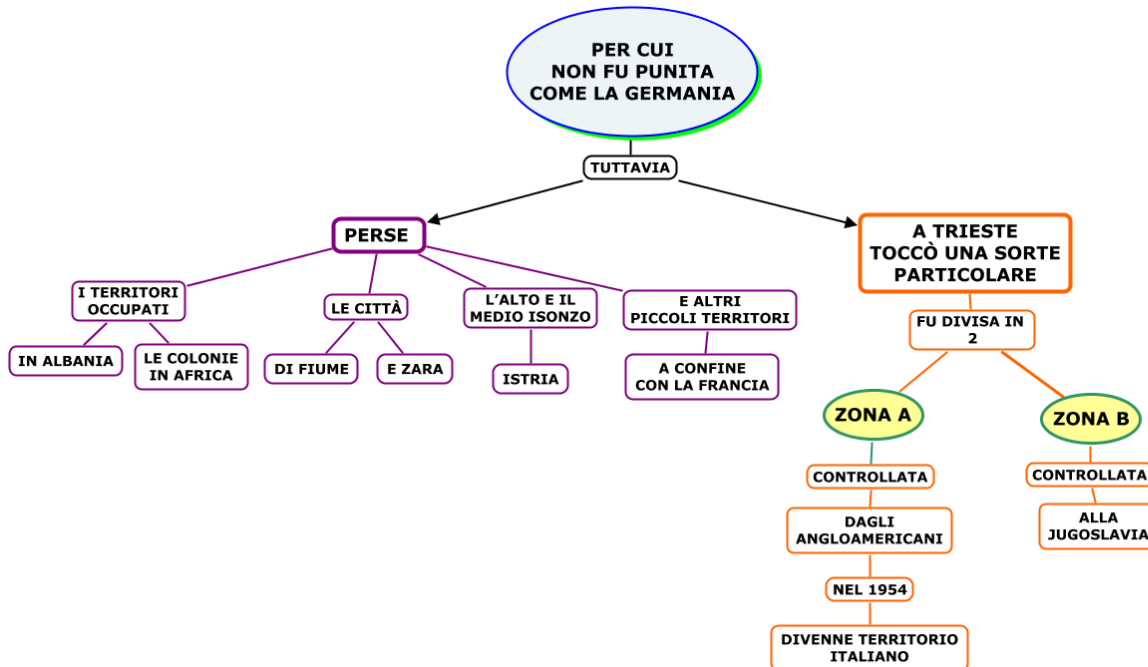 PER CUI
NON FU PUNITA
COME LA GERMANIA
TUTTAVIA
PERSE
I TERRITORI
OCCUPATI
IN ALBANIA
LE COLONIE
IN AFRICA
LE CITTÀ
DI FIUME
E ZARA
L'ALTO E IL
MEDIO ISONZO
ISTRIA
E ALTRI
PICCOLI TERRITORI
A CONFINE
CON LA FRANCIA
A TRIESTE
TOCCÒ UNA SORTE
PARTICOLARE
FU DIVISA IN
2
ZONA A
CONTROLLATA
DAGLI
ANGLOAMERICANI
NEL 1954
DIVENNE TERRITORIO
ITALIANO
ZONA B
CONTROLLATA
ALLA
JUGOSLAVIA